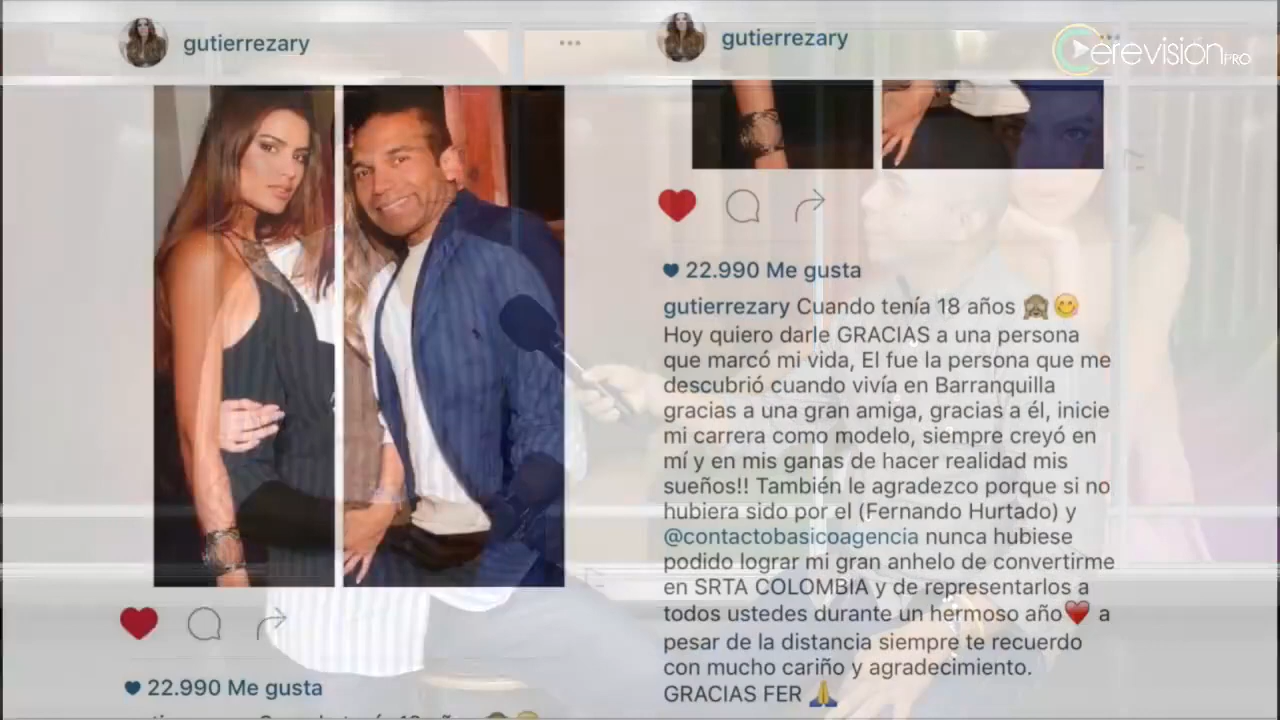 gutierrezary
22.990 Me gusta
gutierrezary
CerevisionPRO
22.990 Me gusta
gutierrezary Cuando tenía 18 años 🙈😋
Hoy quiero darle GRACIAS a una persona
que marcó mi vida, El fue la persona que me
descubrió cuando vivía en Barranquilla
gracias a una gran amiga, gracias a él, inicie
mi carrera como modelo, siempre creyó en
mí y en mis ganas de hacer realidad mis
sueños!! También le agradezco porque si no
hubiera sido por el (Fernando Hurtado) y
@contactobasicoagencia nunca hubiese
podido lograr mi gran anhelo de convertirme
en SRTA COLOMBIA y de representarlos a
todos ustedes durante un hermoso año♥️ a
pesar de la distancia siempre te recuerdo
con mucho cariño y agradecimiento.
GRACIAS FER 🙏